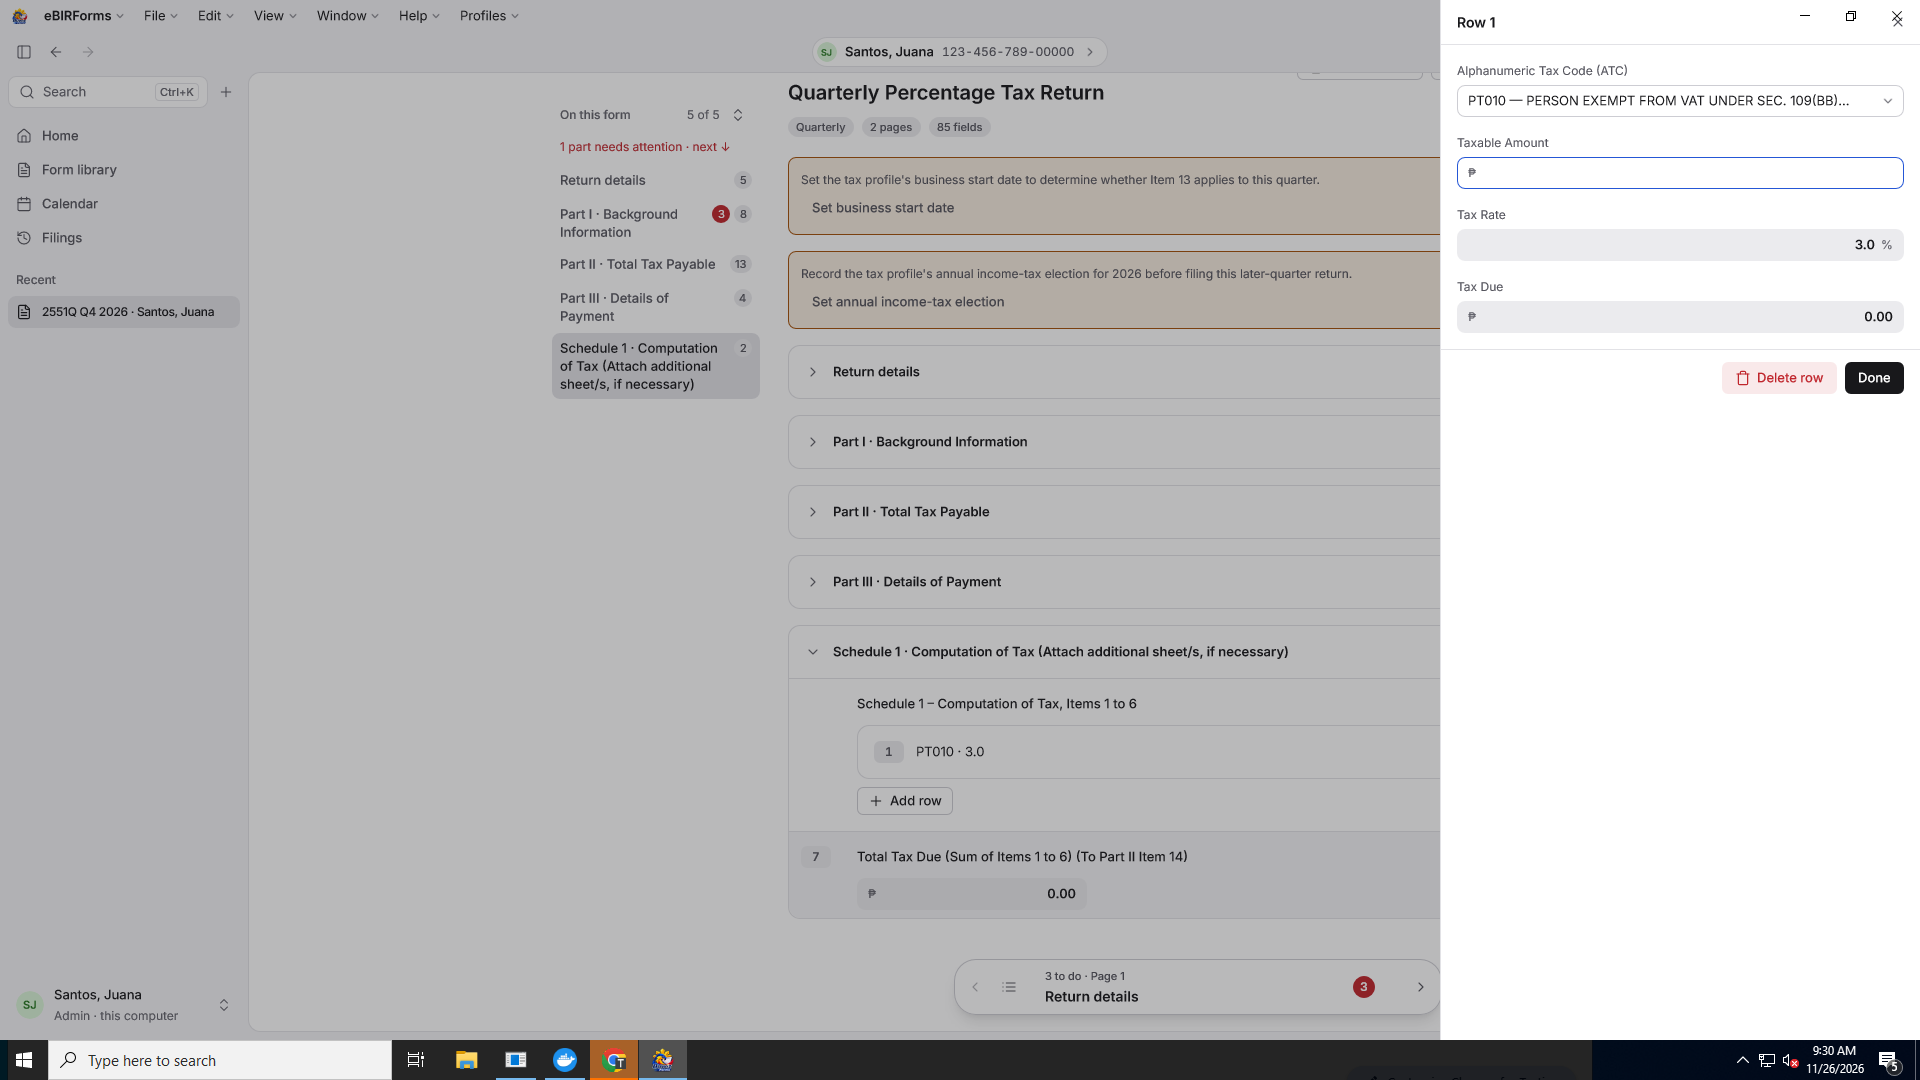 eBIRForms File Edit View Window Help Profiles
SJ Santos, Juana 123-456-789-00000
Search Ctrl+K
Home
Form library
Calendar
Filings
Recent
2551Q Q4 2026 · Santos, Juana
On this form 5 of 5
1 part needs attention · next ↓
Return details 5
Part I · Background Information 3 8
Part II · Total Tax Payable 13
Part III · Details of Payment 4
Schedule 1 · Computation of Tax (Attach additional sheet/s, if necessary) 2
Quarterly Percentage Tax Return
Quarterly 2 pages 85 fields
Set the tax profile's business start date to determine whether Item 13 applies to this quarter.
Set business start date
Record the tax profile's annual income-tax election for 2026 before filing this later-quarter return.
Set annual income-tax election
Return details
Part I · Background Information
Part II · Total Tax Payable
Part III · Details of Payment
Schedule 1 · Computation of Tax (Attach additional sheet/s, if necessary)
Schedule 1 – Computation of Tax, Items 1 to 6
1 PT010 · 3.0
+ Add row
7 Total Tax Due (Sum of Items 1 to 6) (To Part II Item 14)
₱ 0.00
3 to do · Page 1
Return details 3
Row 1
Alphanumeric Tax Code (ATC)
PT010 — PERSON EXEMPT FROM VAT UNDER SEC. 109(BB)...
Taxable Amount
₱
Tax Rate
3.0 %
Tax Due
₱ 0.00
Delete row Done
SJ Santos, Juana
Admin · this computer
Type here to search
9:30 AM
11/26/2026
5